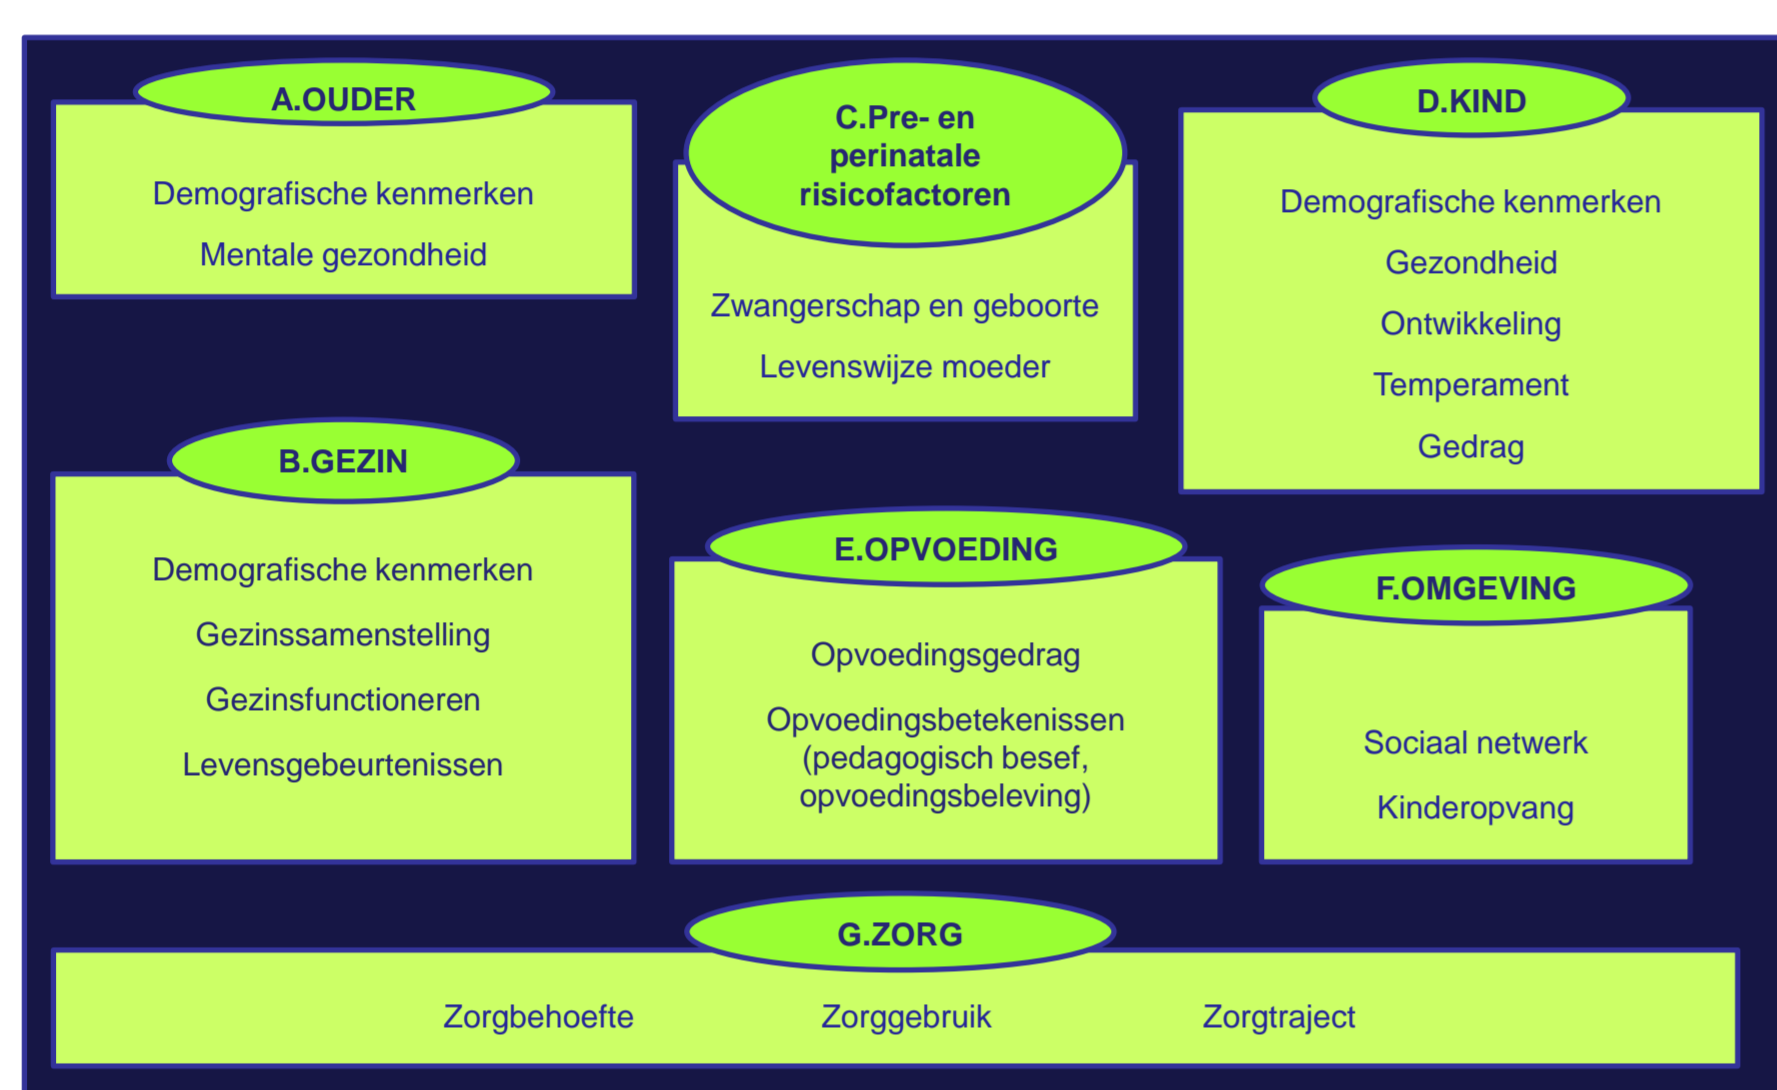 A.OUDER
Demografische kenmerken
Mentale gezondheid
B.GEZIN
Demografische kenmerken
Gezinssamenstelling
Gezinsfunctioneren
Levensgebeurtenissen
C.Pre- en
perinatale
risicofactoren
Zwangerschap en geboorte
Levenswijze moeder
D.KIND
Demografische kenmerken
Gezondheid
Ontwikkeling
Temperament
Gedrag
E.OPVOEDING
Opvoedingsgedrag
Opvoedingsbetekenissen
(pedagogisch besef,
opvoedingsbeleving)
F.OMGEVING
Sociaal netwerk
Kinderopvang
G.ZORG
Zorgbehoefte Zorggebruik Zorgtraject